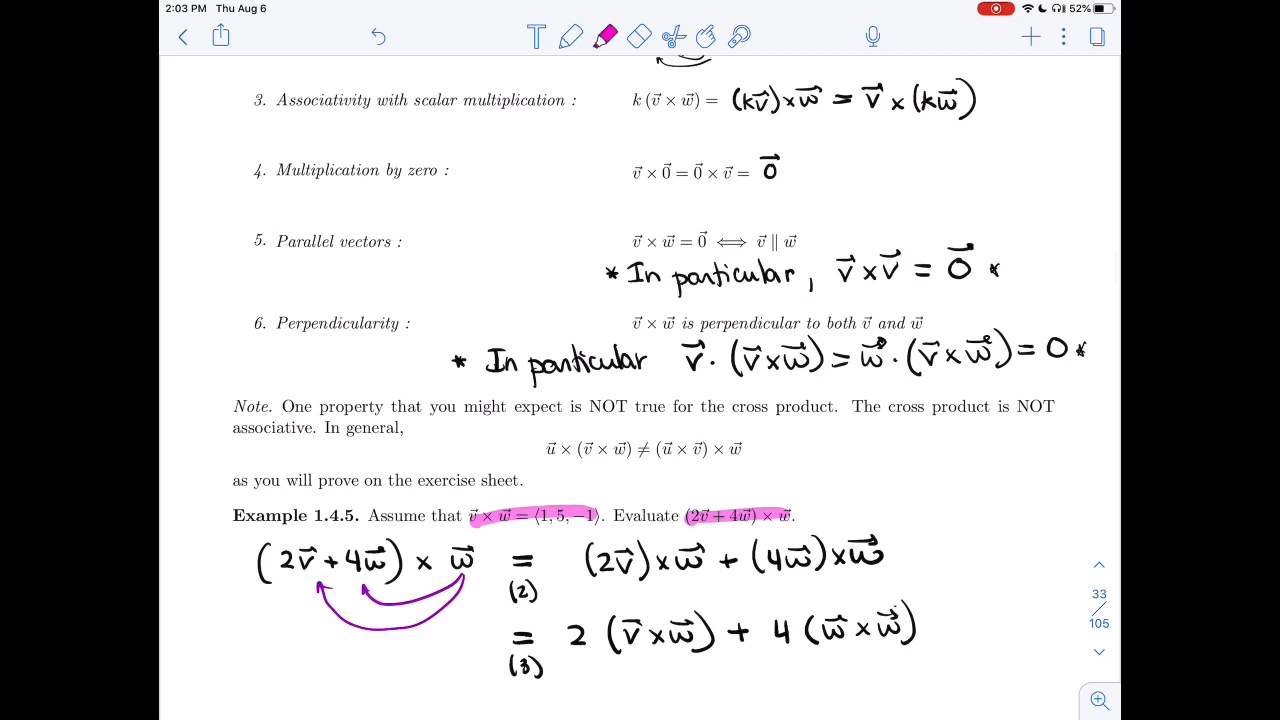 2:03 PM Thu Aug 6 52%
3. Associativity with scalar multiplication : k (v⃗ × w⃗) = (kv⃗) × w⃗ = v⃗ × (kw⃗)
4. Multiplication by zero : v⃗ × 0⃗ = 0⃗ × v⃗ = 0⃗
5. Parallel vectors : v⃗ × w⃗ = 0⃗ ⟺ v⃗ ∥ w⃗
* In particular, v⃗ × v⃗ = 0⃗ *
6. Perpendicularity : v⃗ × w⃗ is perpendicular to both v⃗ and w⃗
* In particular v⃗ · (v⃗ × w⃗) = w⃗ · (v⃗ × w⃗) = 0 *
Note. One property that you might expect is NOT true for the cross product. The cross product is NOT
associative. In general,
u⃗ × (v⃗ × w⃗) ≠ (u⃗ × v⃗) × w⃗
as you will prove on the exercise sheet.
Example 1.4.5. Assume that v⃗ × w⃗ = ⟨1, 5, −1⟩. Evaluate (2v⃗ + 4w⃗) × w⃗.
(2v⃗ + 4w⃗) × w⃗ = (2v⃗) × w⃗ + (4w⃗) × w⃗
(2)
= 2 (v⃗ × w⃗) + 4 (w⃗ × w⃗)
(3)
33
105